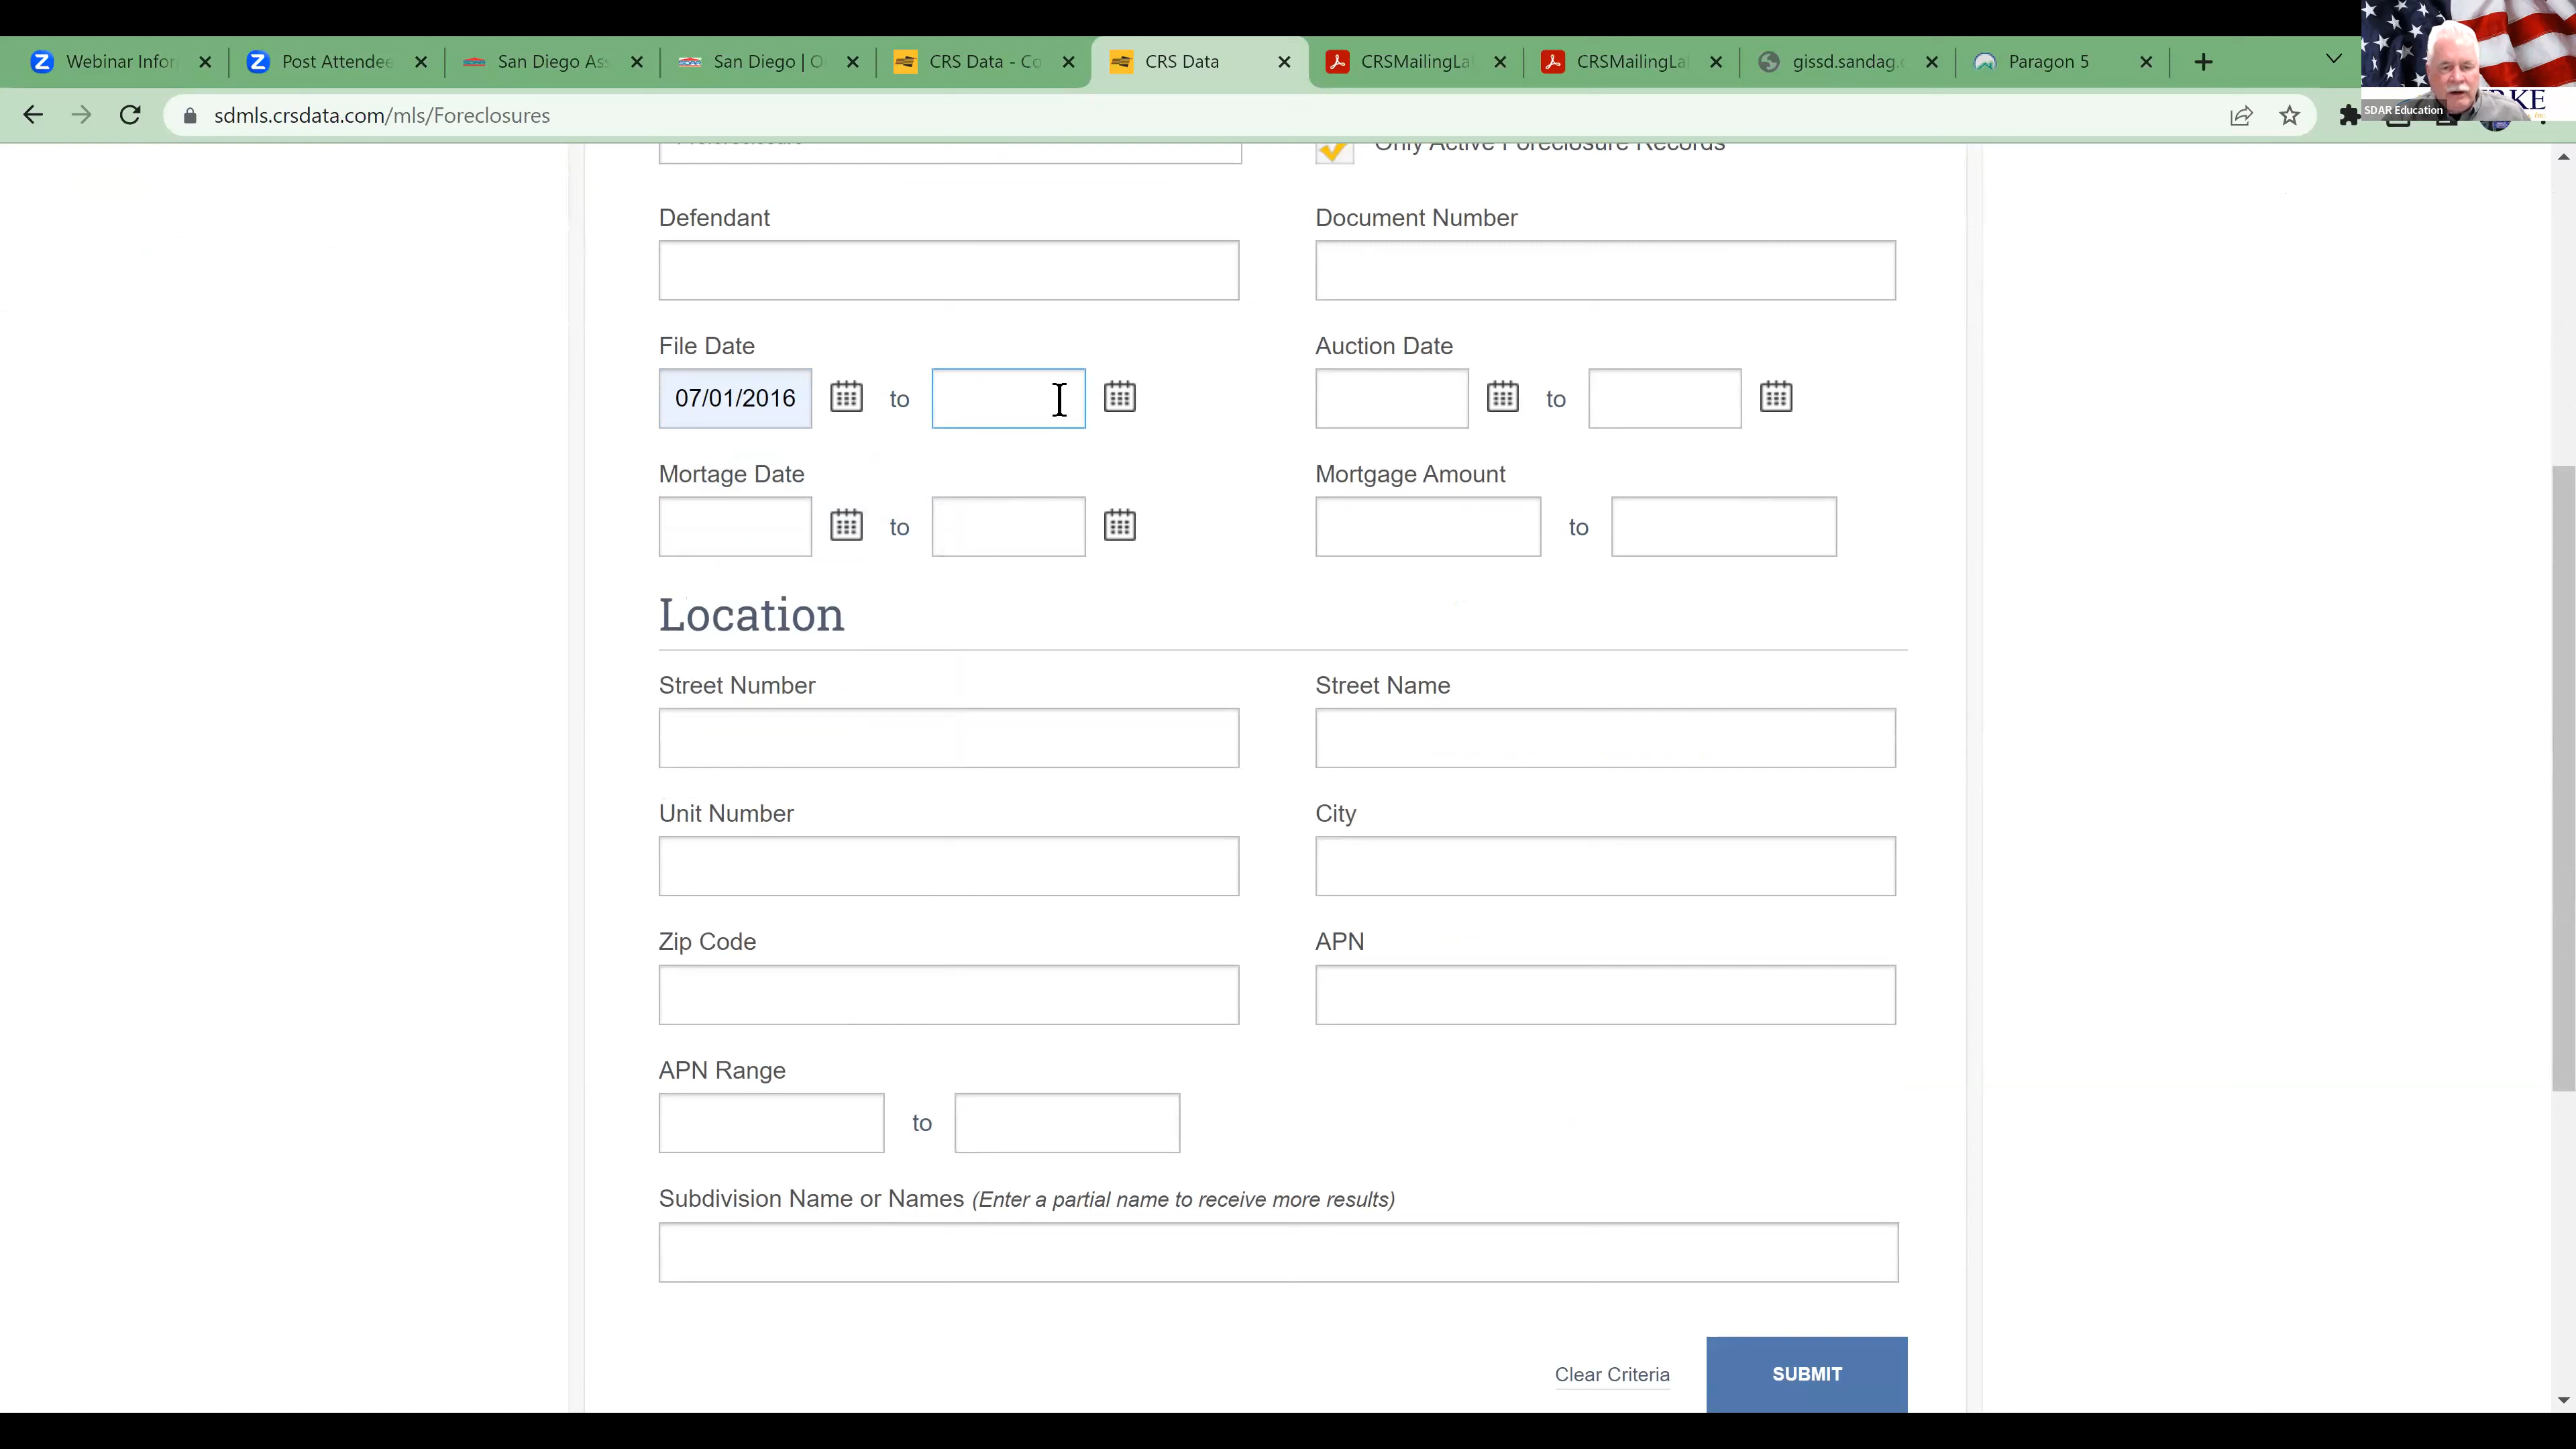 Webinar Infor
Post Attendee
San Diego Ass
San Diego | O
CRS Data - Co
CRS Data
CRSMailingLa
CRSMailingLa
gissd.sandag.
Paragon 5
sdmls.crsdata.com/mls/Foreclosures
SDAR Education
Only Active Foreclosure Records
Defendant
Document Number
File Date
Auction Date
07/01/2016
to
to
Mortage Date
Mortgage Amount
to
to
Location
Street Number
Street Name
Unit Number
City
Zip Code
APN
APN Range
to
Subdivision Name or Names (Enter a partial name to receive more results)
Clear Criteria
SUBMIT